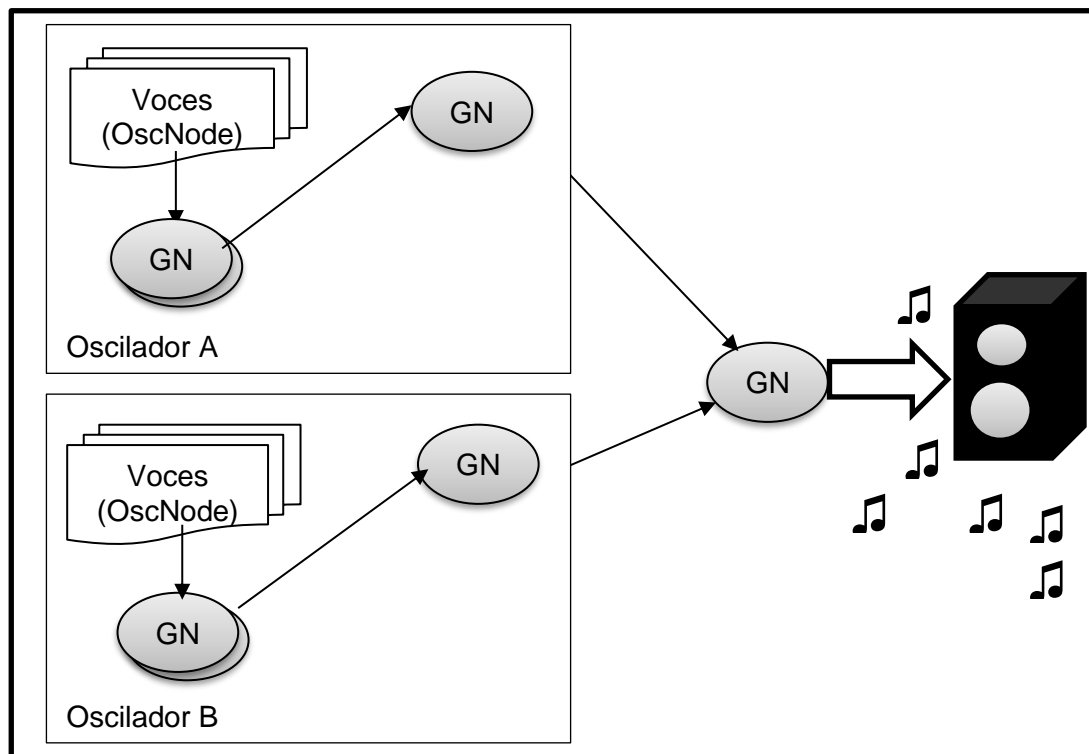 Voces
(OscNode)
GN
GN
Oscilador A
GN
Voces
(OscNode)
GN
GN
Oscilador B